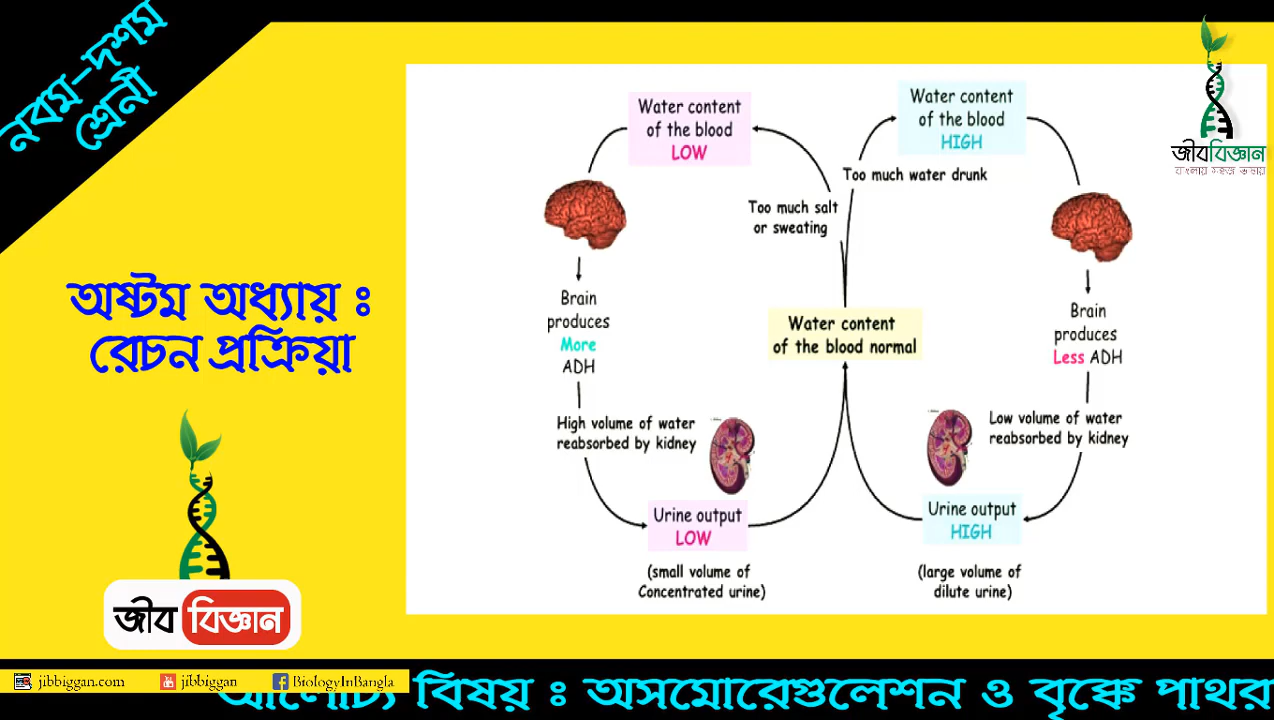 নবম-দশম
শ্রেনী
অষ্টম অধ্যায় ঃ
রেচন প্রক্রিয়া
জীব বিজ্ঞান
Water content
of the blood
LOW
Too much salt
or sweating
Brain
produces
More
ADH
High volume of water
reabsorbed by kidney
Urine output
LOW
(small volume of
Concentrated urine)
Water content
of the blood normal
Water content
of the blood
HIGH
Too much water drunk
Brain
produces
Less ADH
Low volume of water
reabsorbed by kidney
Urine output
HIGH
(large volume of
dilute urine)
জীববিজ্ঞান
বাংলায় সহজ ভাষায়
jibbiggan.com
jibbiggan
BiologyInBangla
আলোচ্য বিষয় ঃ অসমোরেগুলেশন ও বৃক্কে পাথর